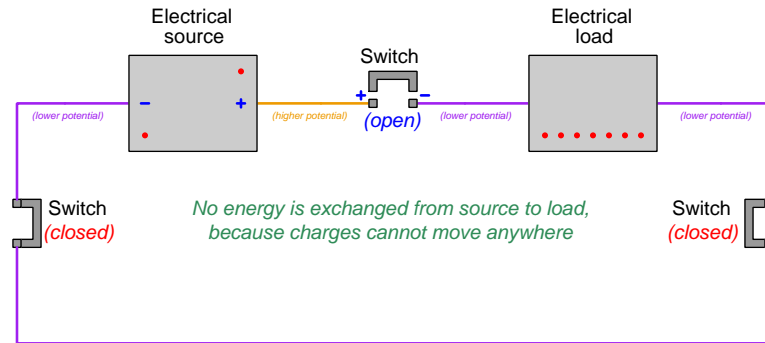 Electrical
source
Electrical
load
Switch
+
−
(open)
−
+
(lower potential)
(higher potential)
(lower potential)
(lower potential)
Switch
(closed)
No energy is exchanged from source to load,
because charges cannot move anywhere
Switch
(closed)